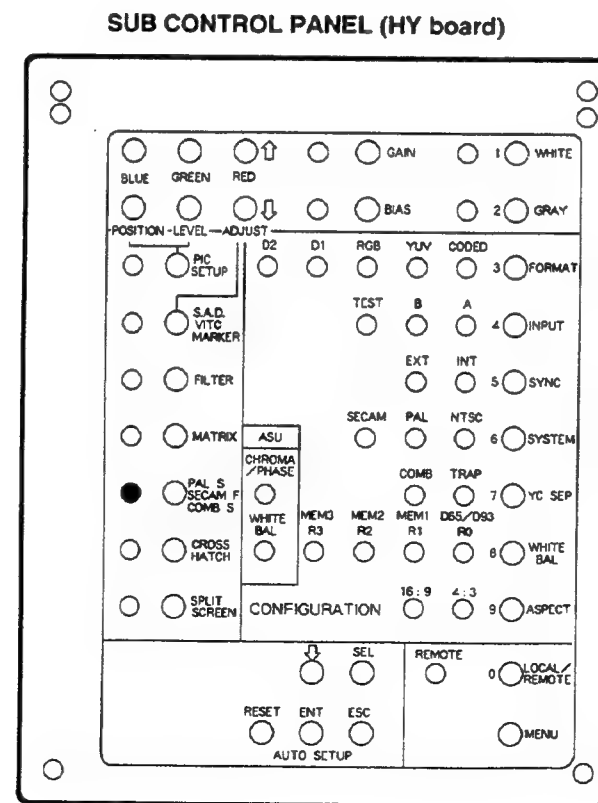 SUB CONTROL PANEL (HY board)
⇧ GAIN 1 WHITE
BLUE GREEN RED
⇩ BIAS 2 GRAY
POSITION - LEVEL - ADJUST
D2 D1 RGB YUV CODED
PIC SETUP
3 FORMAT
TEST B A
S.A.D. VITC MARKER
4 INPUT
EXT INT
FILTER
5 SYNC
SECAM PAL NTSC
MATRIX
ASU
6 SYSTEM
CHROMA /PHASE
COMB TRAP
PAL S SECAM F COMB S
7 YC SEP
WHITE BAL
MEM3 R3
MEM2 R2
MEM1 R1
D65/D93 R0
CROSS HATCH
8 WHITE BAL
16:9 4:3
SPLIT SCREEN
CONFIGURATION
9 ASPECT
⇩ SEL
REMOTE
0 LOCAL/ REMOTE
RESET ENT ESC
MENU
AUTO SETUP